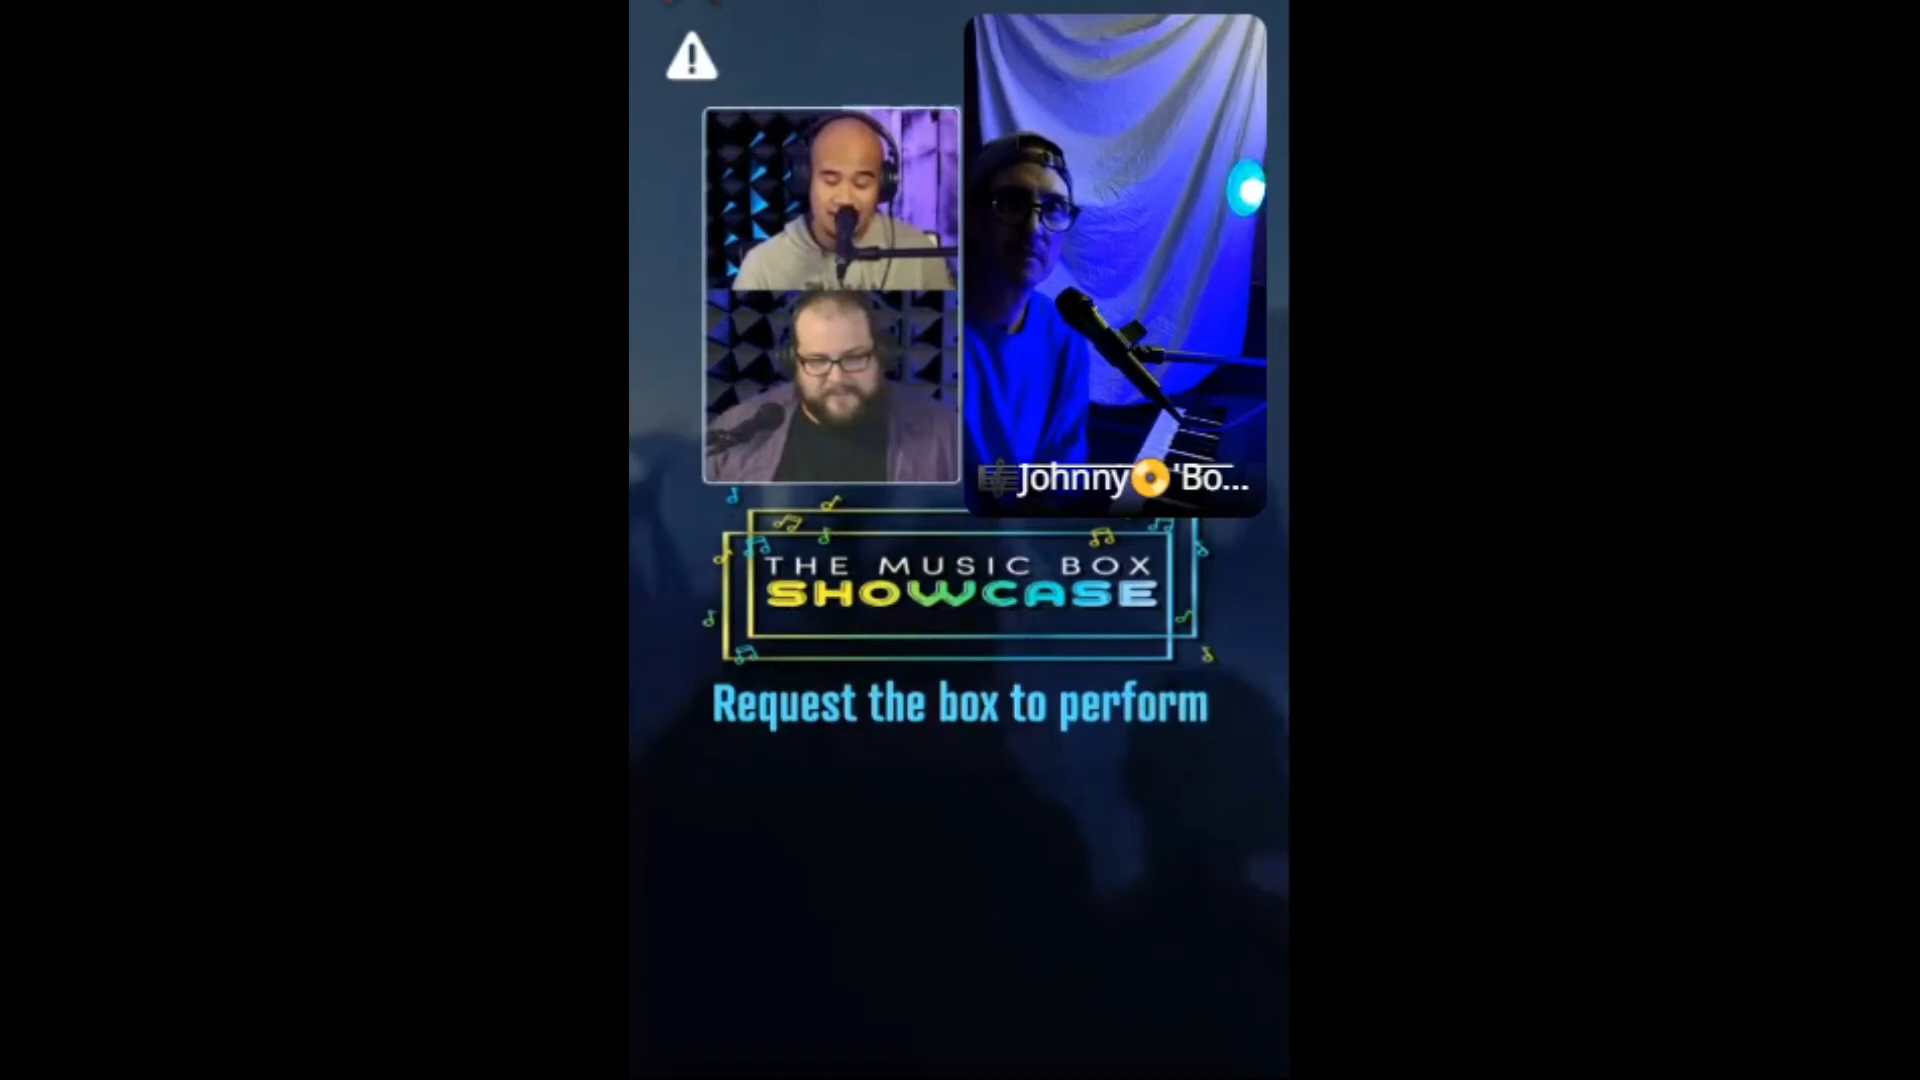 Johnny 'Bo...
THE MUSIC BOX
SHOWCASE
Request the box to perform